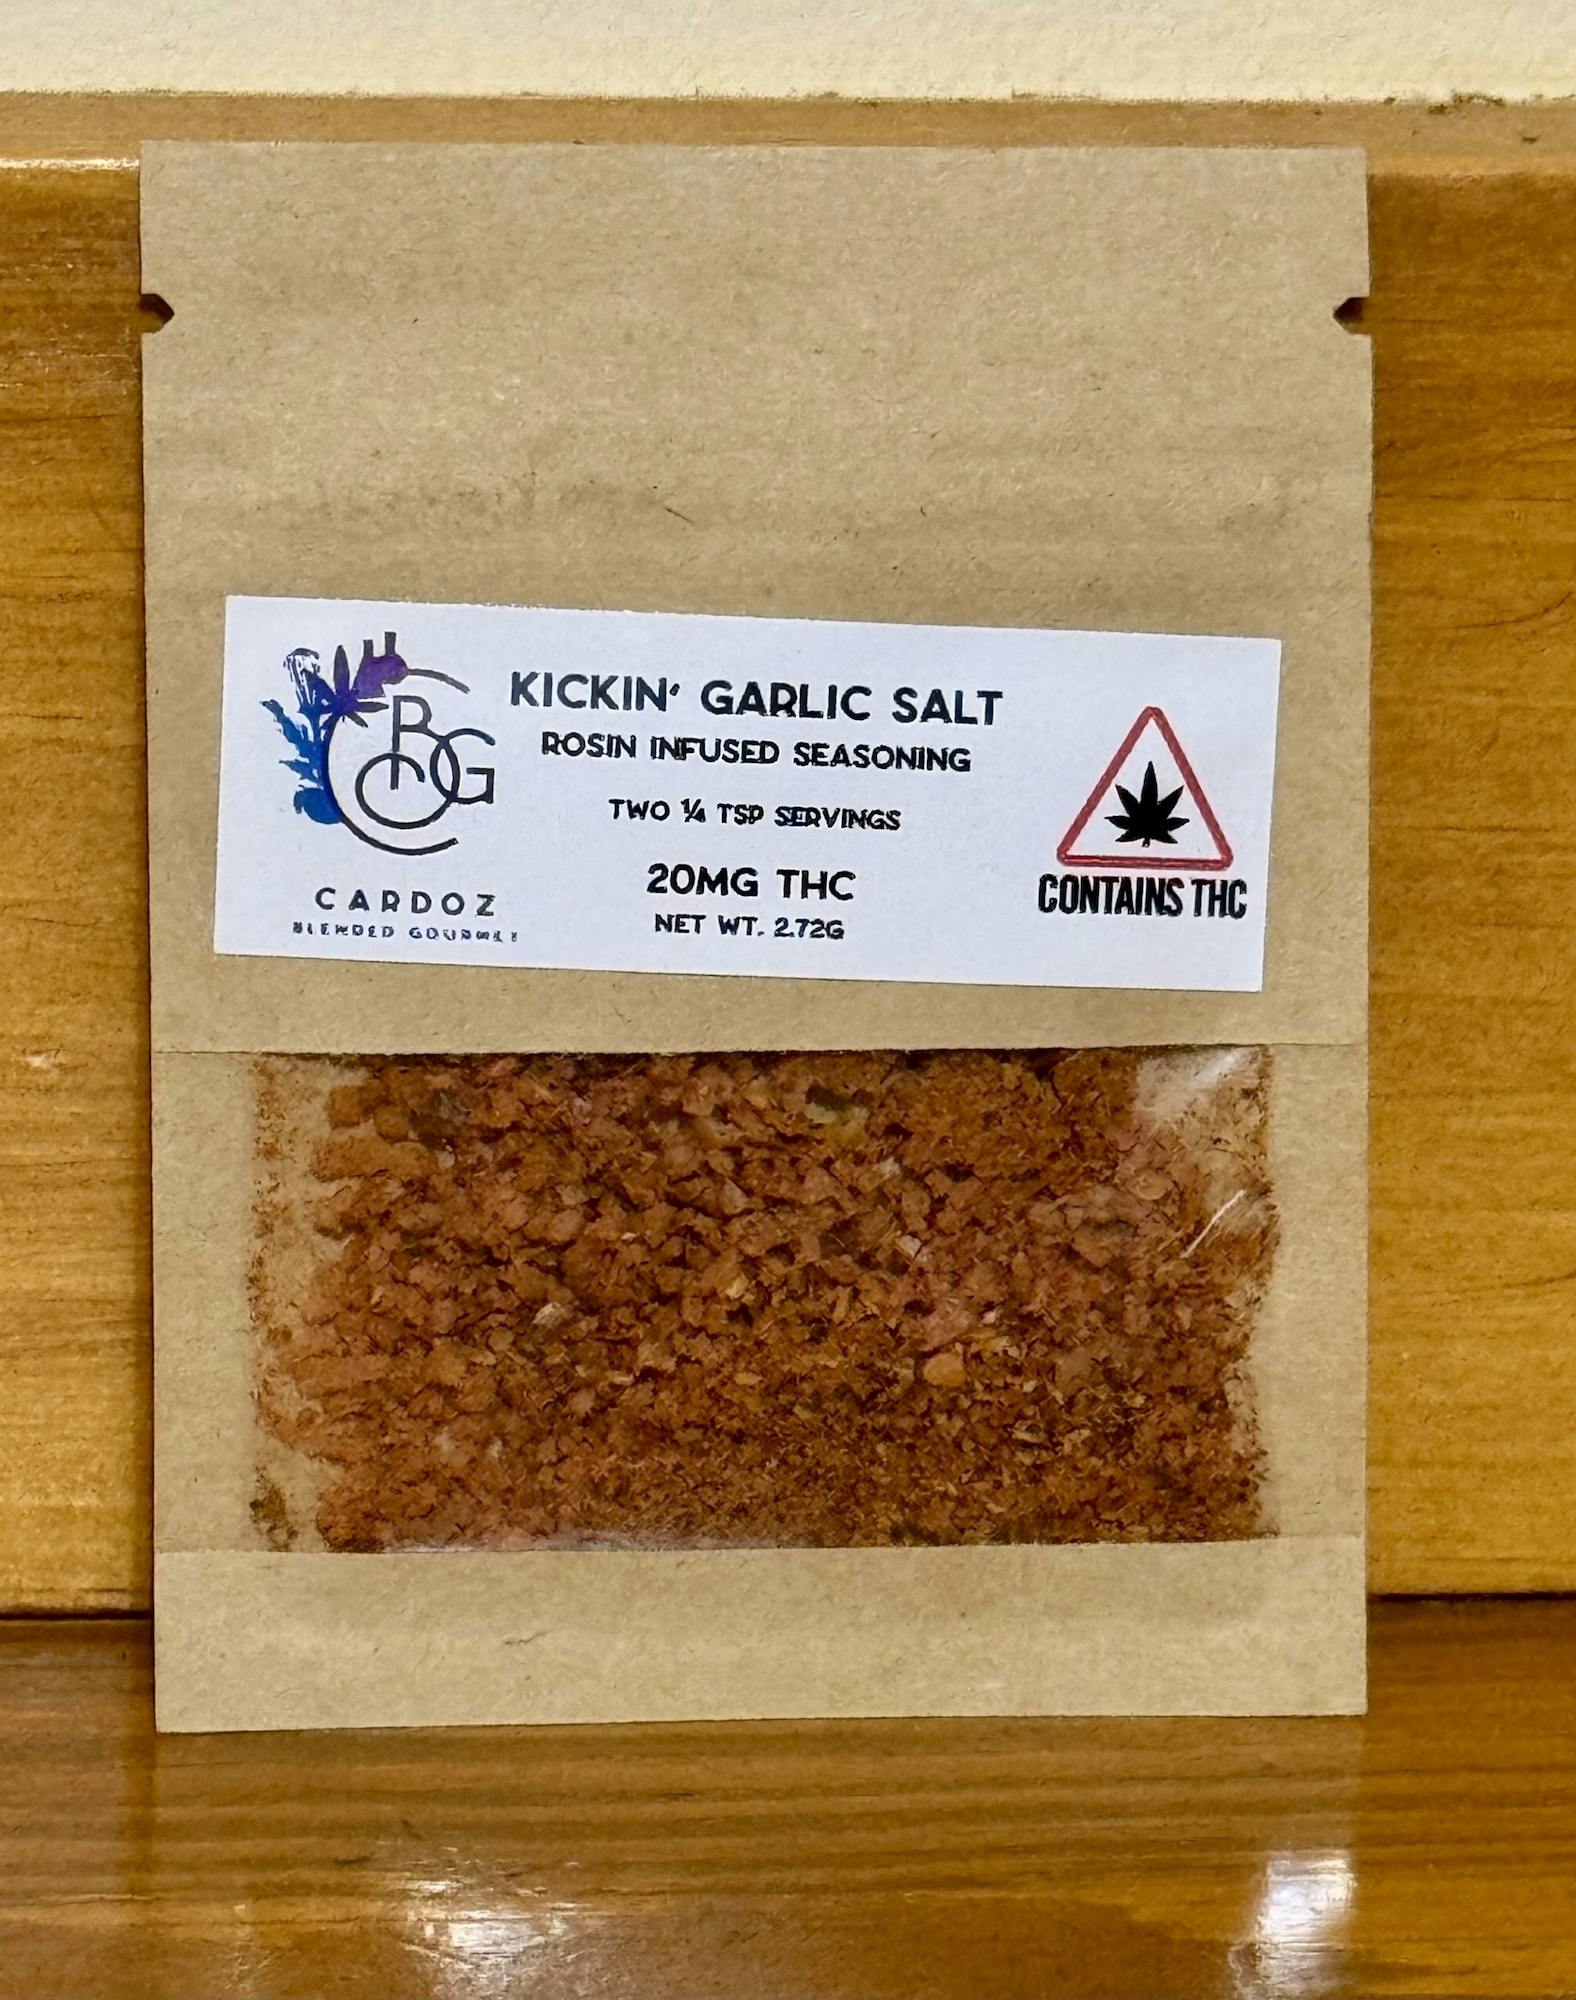 CBG
KICKIN' GARLIC SALT
ROSIN INFUSED SEASONING
TWO ¼ TSP SERVINGS
20MG THC
NET WT. 2.72G
CARDOZ
BLENDED GOURMET
CONTAINS THC